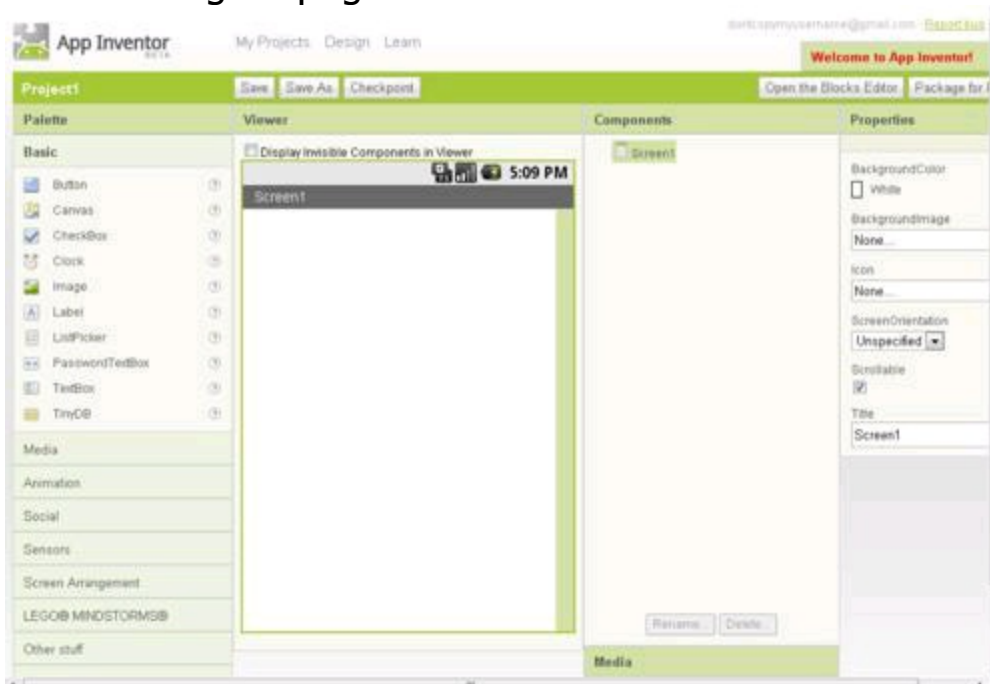 Report bug
App Inventor
BETA
My Projects Design Learn
Welcome to App Inventor!
Project1
Save Save As Checkpoint
Open the Blocks Editor Package for
Palette
Viewer
Components
Properties
Basic
Button
Canvas
CheckBox
Clock
Image
Label
ListPicker
PasswordTextBox
TextBox
TinyDB
Media
Animation
Social
Sensors
Screen Arrangement
LEGO® MINDSTORMS®
Other stuff
Display Invisible Components in Viewer
5:09 PM
Screen1
Screen1
Rename... Delete...
Media
BackgroundColor
White
BackgroundImage
None...
Icon
None...
ScreenOrientation
Unspecified
Scrollable
Title
Screen1